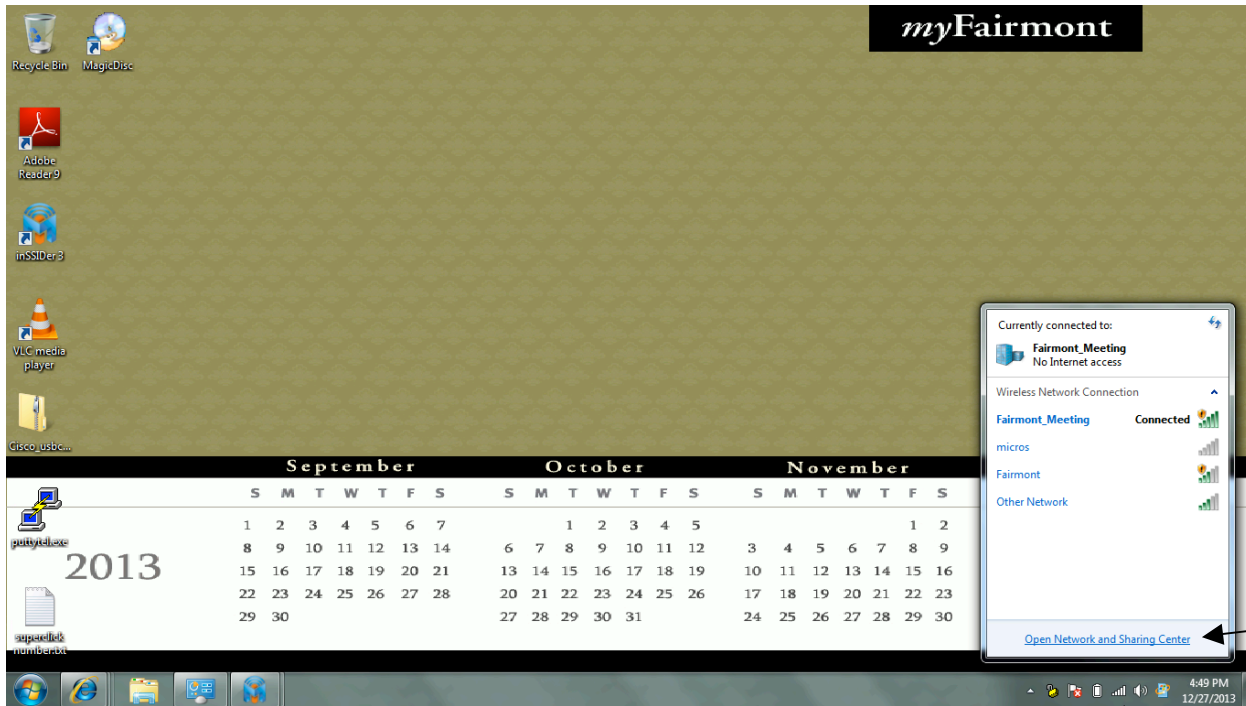 myFairmont
Recycle Bin
MagicDisc
Adobe
Reader 9
inSSIDer 3
VLC media
player
Cisco_usbc...
puttytel.exe
superclick
number.txt
2013
September
S M T W T F S
1 2 3 4 5 6 7
8 9 10 11 12 13 14
15 16 17 18 19 20 21
22 23 24 25 26 27 28
29 30
October
S M T W T F S
1 2 3 4 5
6 7 8 9 10 11 12
13 14 15 16 17 18 19
20 21 22 23 24 25 26
27 28 29 30 31
November
S M T W T F S
1 2
3 4 5 6 7 8 9
10 11 12 13 14 15 16
17 18 19 20 21 22 23
24 25 26 27 28 29 30
Currently connected to:
Fairmont_Meeting
No Internet access
Wireless Network Connection
Fairmont_Meeting Connected
micros
Fairmont
Other Network
Open Network and Sharing Center
4:49 PM
12/27/2013